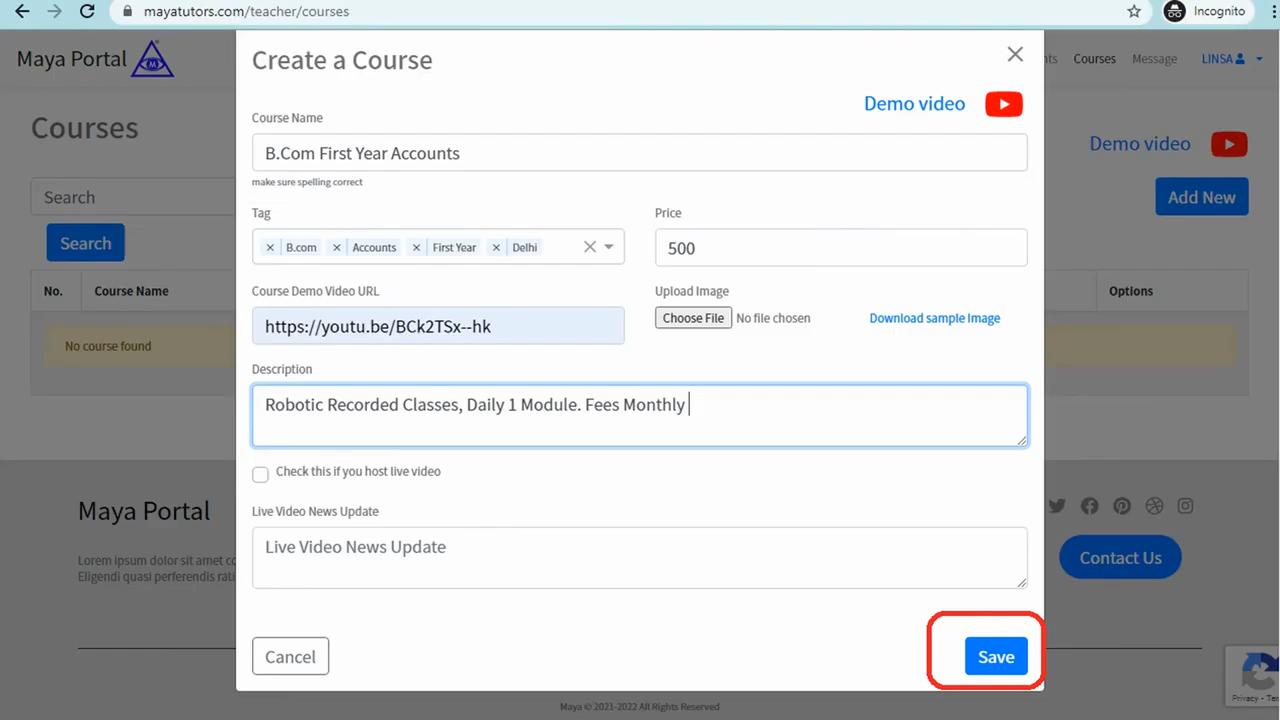 mayatutors.com/teacher/courses
Incognito
Maya Portal
M
nts Courses Message LINSA
Create a Course
Demo video
Courses
Demo video
Course Name
B.Com First Year Accounts
make sure spelling correct
Search
Add New
Search
Tag
Price
× B.com × Accounts × First Year × Delhi
500
No. Course Name
Options
Course Demo Video URL
Upload Image
https://youtu.be/BCk2TSx--hk
Choose File No file chosen
Download sample Image
No course found
Description
Robotic Recorded Classes, Daily 1 Module. Fees Monthly
Check this if you host live video
Live Video News Update
Live Video News Update
Maya Portal
Lorem ipsum dolor sit amet co
Eligendi quasi perferendis rati
Contact Us
Cancel
Save
Privacy - Ter
Maya © 2021-2022 All Rights Reserved